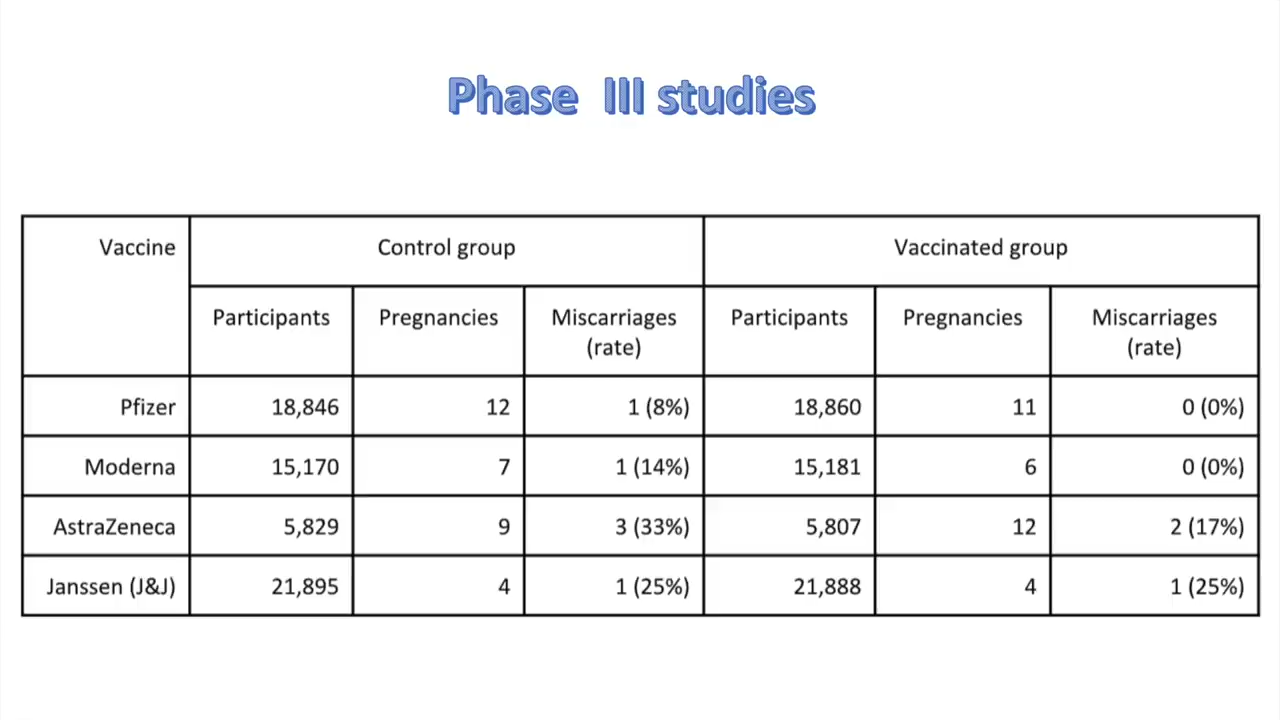 Phase III studies
Vaccine Control group Vaccinated group
Participants Pregnancies Miscarriages (rate) Participants Pregnancies Miscarriages (rate)
Pfizer 18,846 12 1 (8%) 18,860 11 0 (0%)
Moderna 15,170 7 1 (14%) 15,181 6 0 (0%)
AstraZeneca 5,829 9 3 (33%) 5,807 12 2 (17%)
Janssen (J&J) 21,895 4 1 (25%) 21,888 4 1 (25%)